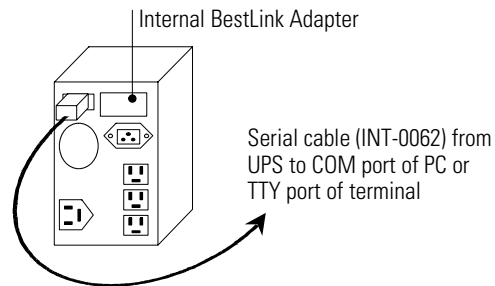 Internal BestLink Adapter
Serial cable (INT-0062) from
UPS to COM port of PC or
TTY port of terminal